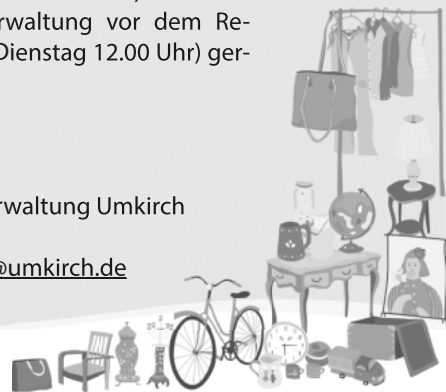 rwaltung vor dem Re-
Dienstag 12.00 Uhr) ger-
rwaltung Umkirch
@umkirch.de